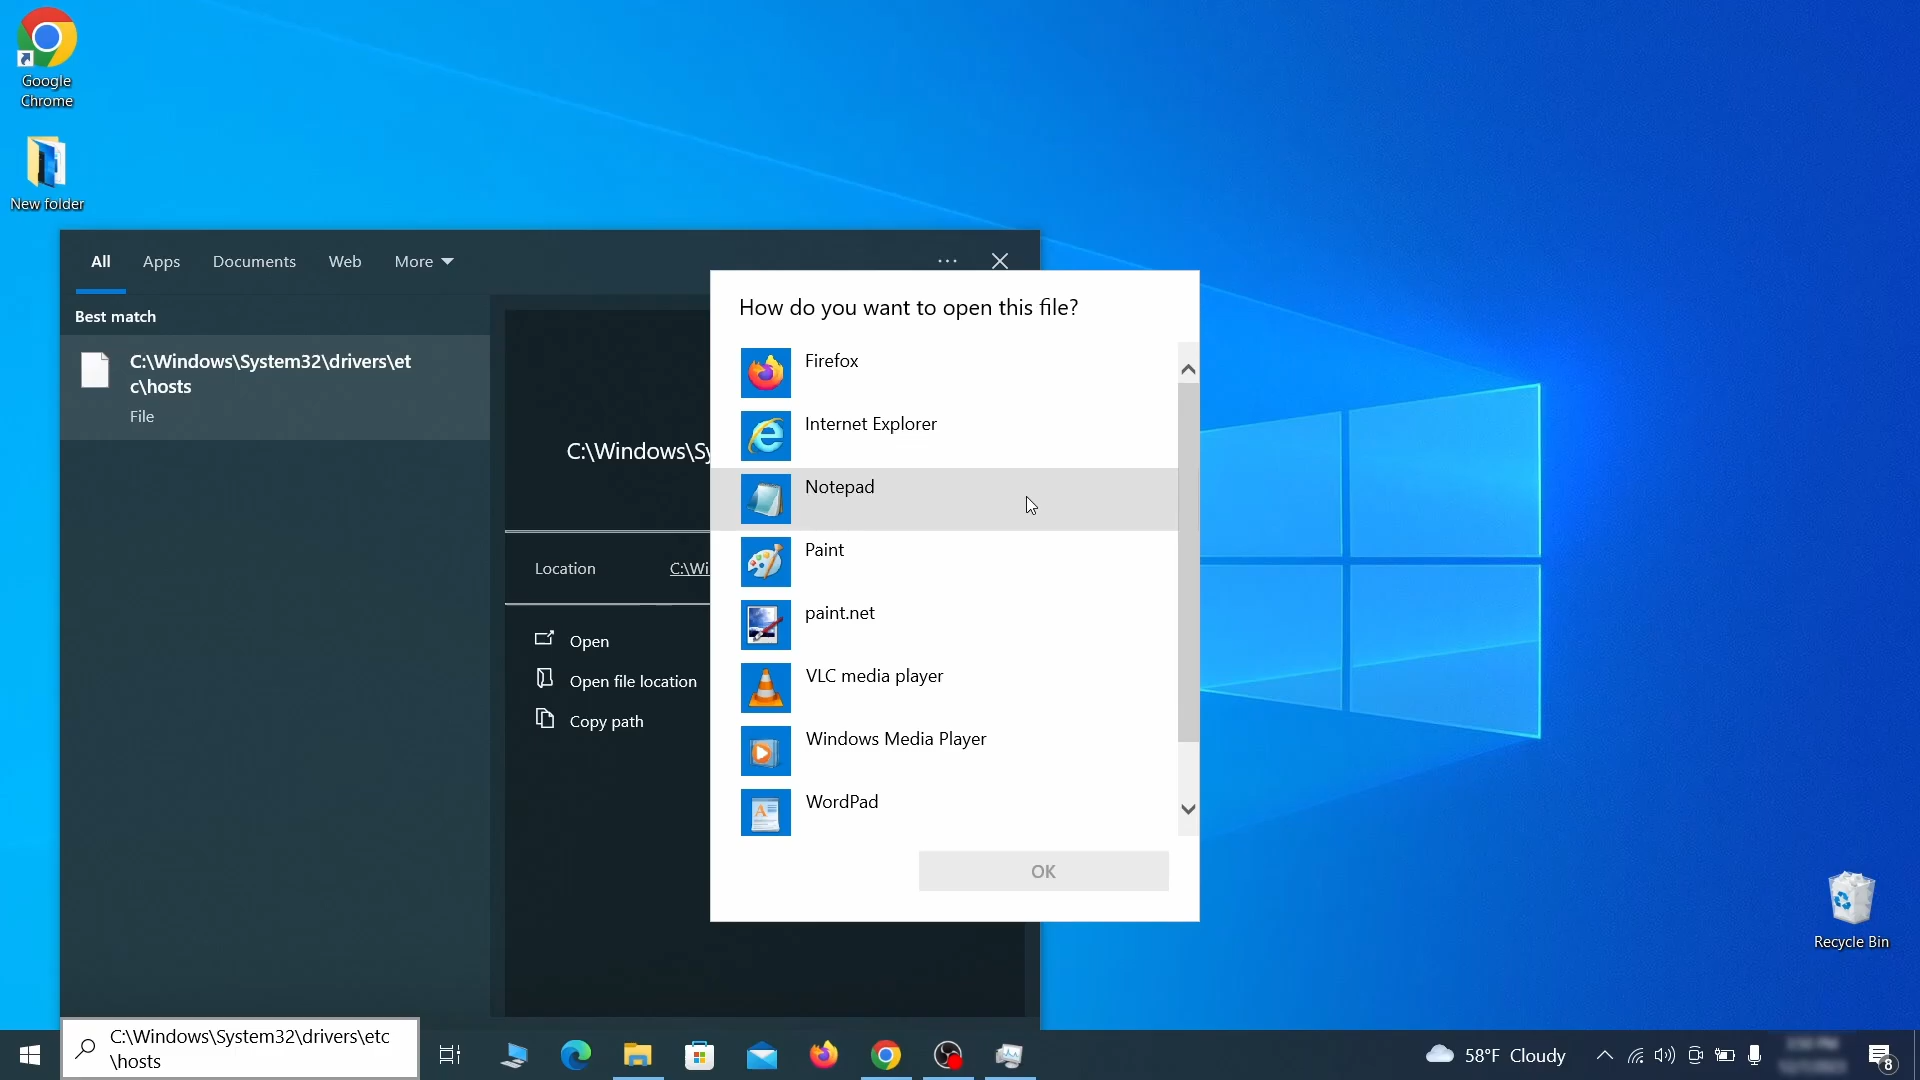 Google
Chrome
New folder
All
Apps
Documents
Web
More
Best match
C:\Windows\System32\drivers\et
c\hosts
File
C:\Windows\Sy
Location
C:\Wi
Open
Open file location
Copy path
How do you want to open this file?
Firefox
Internet Explorer
Notepad
Paint
paint.net
VLC media player
Windows Media Player
WordPad
OK
Recycle Bin
C:\Windows\System32\drivers\etc
\hosts
58°F Cloudy
8